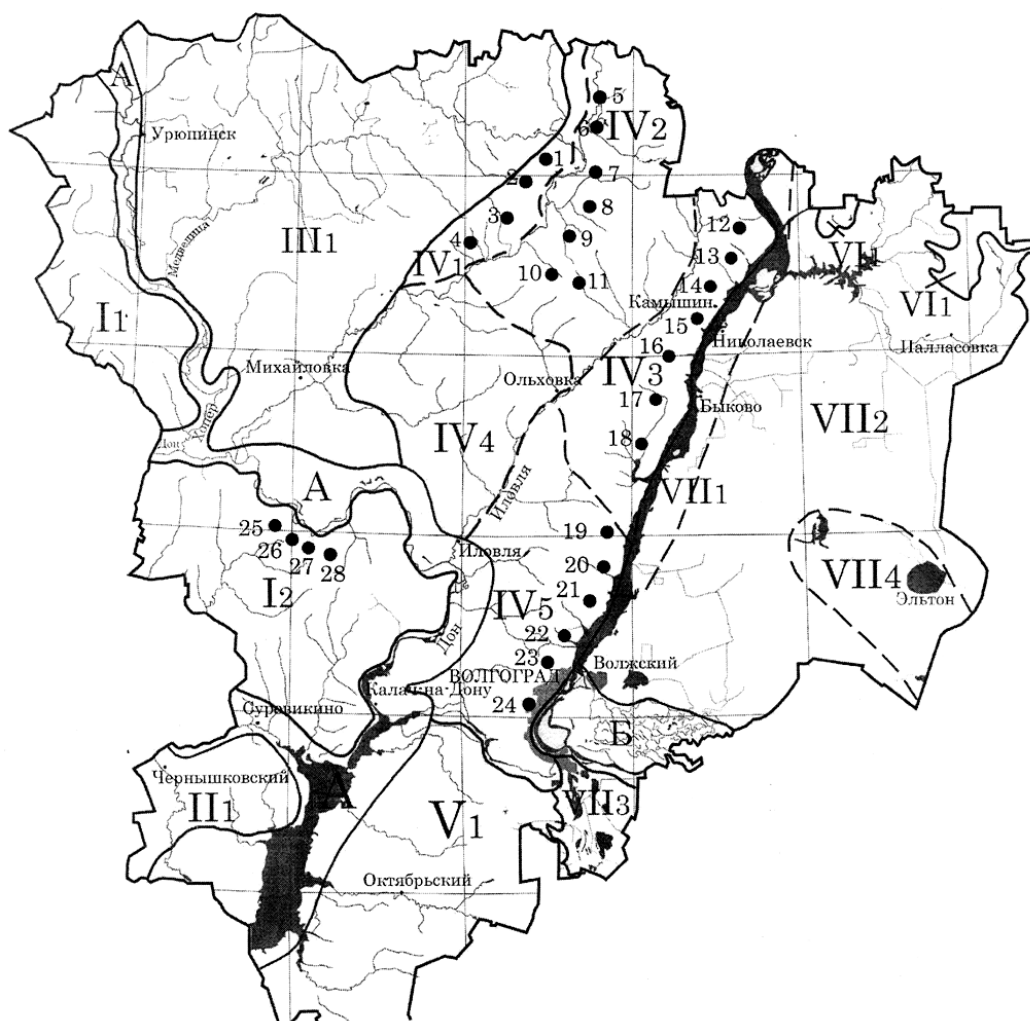 А
5
Урюпинск
6
IV2
1
2
7
3
8
12
Медведица
III1
4
9
13
VI1
IV1
10
11
14
Камышин
VI1
I1
15
Николаевск
Палласовка
Михайловка
16
Ольховка
IV3
Хопер
17
Быково
VII2
Дон
IV4
18
А
Иловля
VII1
25
19
26
27
28
Иловля
20
VII4
I2
21
Эльтон
IV5
Дон
22
23
Волжский
ВОЛГОГРАД
Калач-на-Дону
24
Суровикино
Б
Чернышковский
А
II1
V1
VII3
Октябрьский